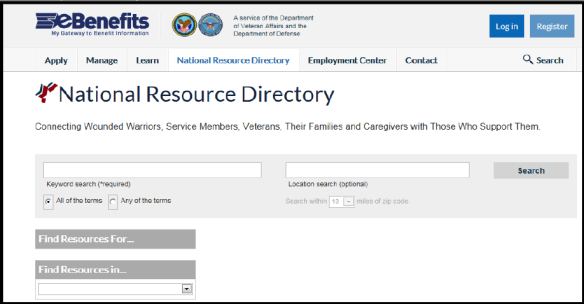 eBenefits
My Gateway to Benefit Information
A service of the Department
of Veteran Affairs and the
Department of Defense
Log in
Register
Apply
Manage
Learn
National Resource Directory
Employment Center
Contact
Search
National Resource Directory
Connecting Wounded Warriors, Service Members, Veterans, Their Families and Caregivers with Those Who Support Them.
Search
Keyword search (*required)
Location search (optional)
All of the terms
Any of the terms
Search within
miles of zip code
Find Resources For...
Find Resources in...